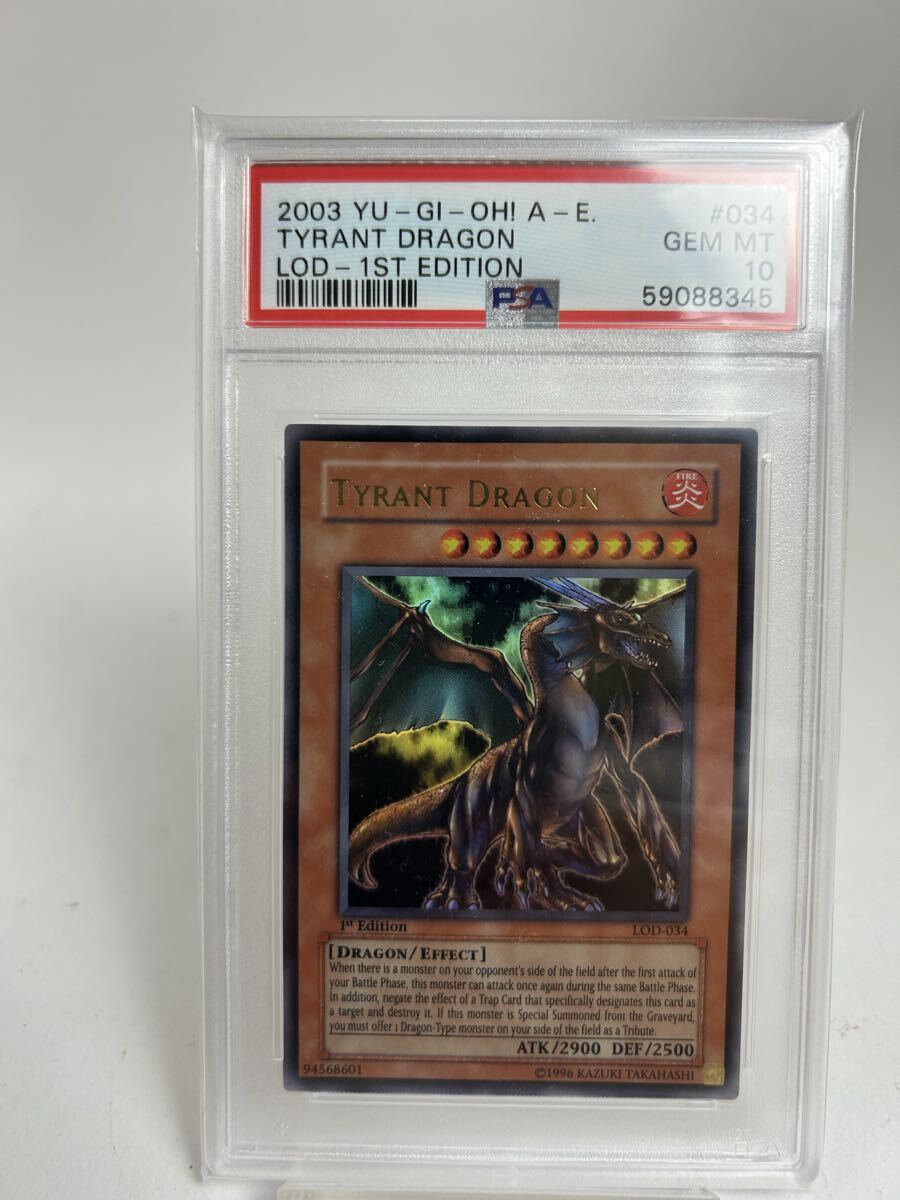 2003 YU-GI-OH! A-E. #034
TYRANT DRAGON GEM MT
LOD-1ST EDITION 10
PSA 59088345
TYRANT DRAGON
FIRE
炎
1st Edition LOD-034
[DRAGON/EFFECT]
When there is a monster on your opponent's side of the field after the first attack of
your Battle Phase, this monster can attack once again during the same Battle Phase.
In addition, negate the effect of a Trap Card that specifically designates this card as
a target and destroy it. If this monster is Special Summoned from the Graveyard,
you must offer 1 Dragon-Type monster on your side of the field as a Tribute.
ATK/2900 DEF/2500
94568601 ©1996 KAZUKI TAKAHASHI